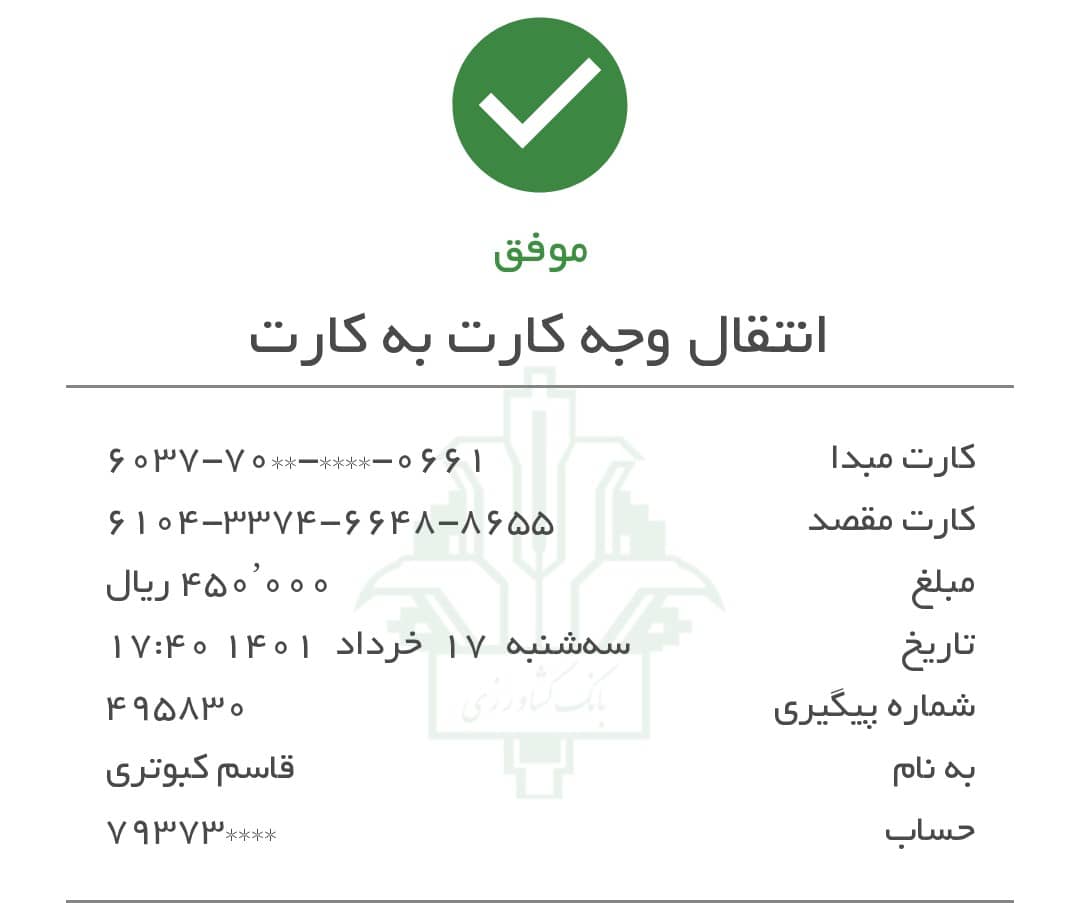 موفق
انتقال وجه کارت به کارت
کارت مبدا ۶۰۳۷-۷۰**-****-۰۶۶۱
کارت مقصد ۶۱۰۴-۳۳۷۴-۶۶۴۸-۸۶۵۵
مبلغ ۴۵۰٬۰۰۰ ریال
تاریخ سه‌شنبه ۱۷ خرداد ۱۴۰۱ ۱۷:۴۰
شماره پیگیری ۴۹۵۸۳۰
به نام قاسم کبوتری
حساب ۷۹۳۷۳****
بانک کشاورزی